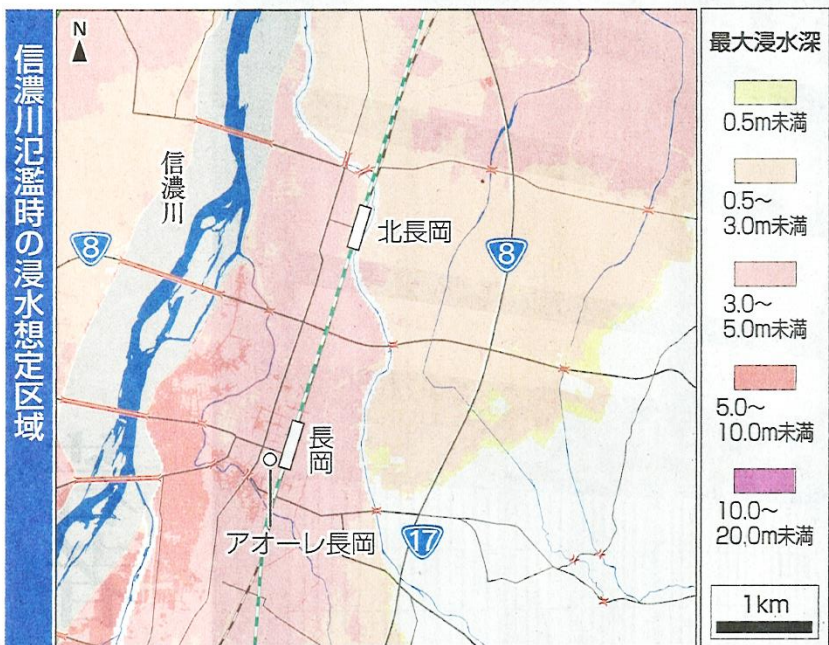 信濃川氾濫時の浸水想定区域
N
信濃川
8
北長岡
8
長岡
アオーレ長岡
17
最大浸水深
0.5m未満
0.5〜
3.0m未満
3.0〜
5.0m未満
5.0〜
10.0m未満
10.0〜
20.0m未満
1km